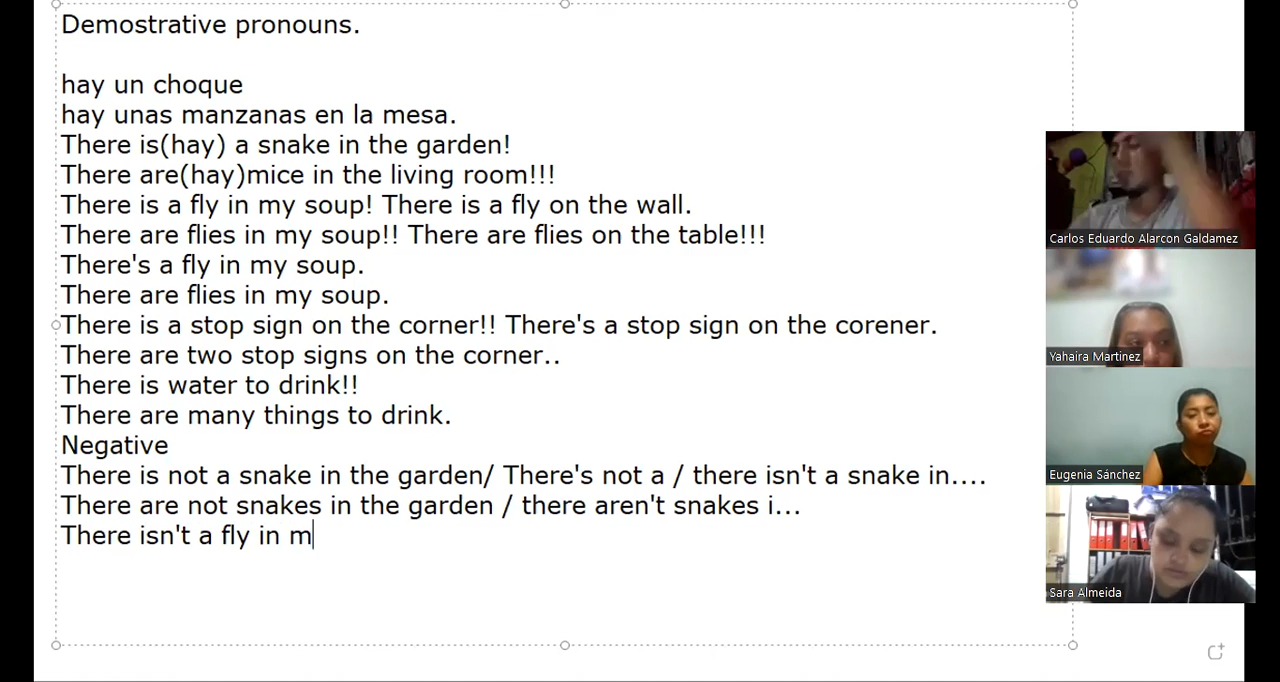 Demostrative pronouns.
hay un choque
hay unas manzanas en la mesa.
There is(hay) a snake in the garden!
There are(hay)mice in the living room!!!
There is a fly in my soup! There is a fly on the wall.
There are flies in my soup!! There are flies on the table!!!
There's a fly in my soup.
There are flies in my soup.
There is a stop sign on the corner!! There's a stop sign on the corener.
There are two stop signs on the corner..
There is water to drink!!
There are many things to drink.
Negative
There is not a snake in the garden/ There's not a / there isn't a snake in....
There are not snakes in the garden / there aren't snakes i...
There isn't a fly in m
Carlos Eduardo Alarcon Galdamez
Yahaira Martinez
Eugenia Sánchez
Sara Almeida